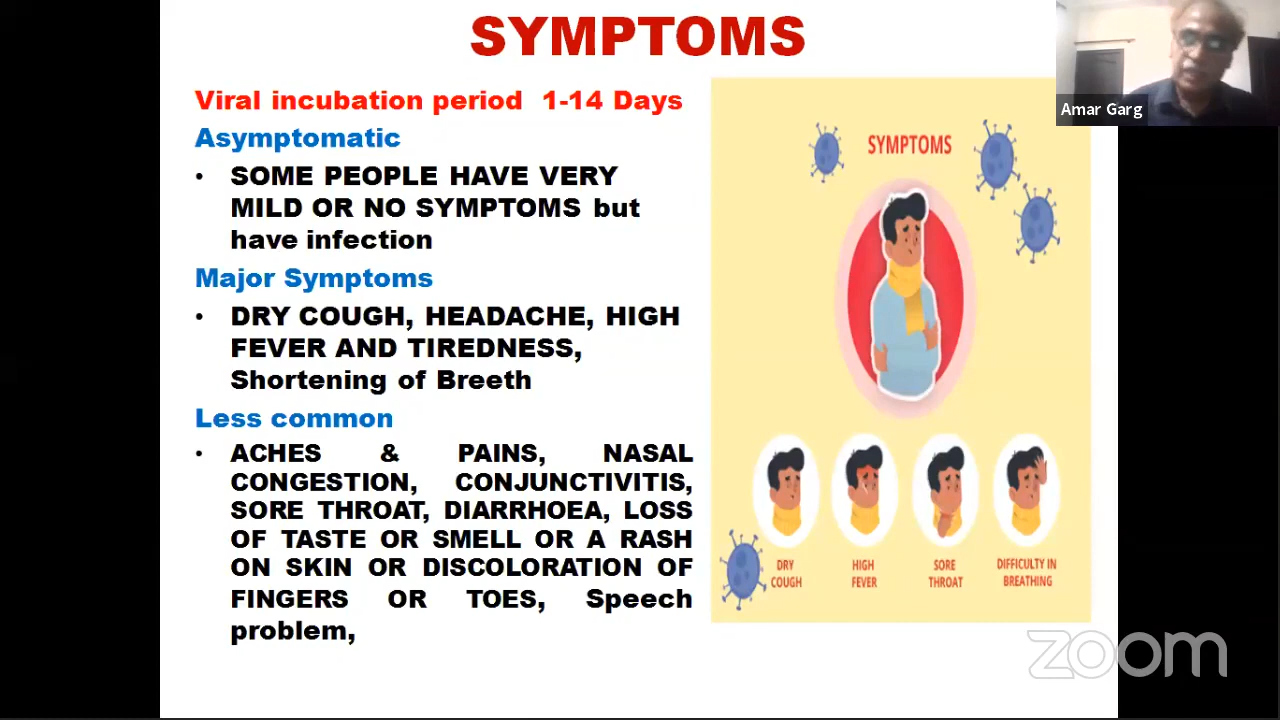 SYMPTOMS
Viral incubation period 1-14 Days
Asymptomatic
• SOME PEOPLE HAVE VERY
MILD OR NO SYMPTOMS but
have infection
Major Symptoms
• DRY COUGH, HEADACHE, HIGH
FEVER AND TIREDNESS,
Shortening of Breeth
Less common
• ACHES & PAINS, NASAL
CONGESTION, CONJUNCTIVITIS,
SORE THROAT, DIARRHOEA, LOSS
OF TASTE OR SMELL OR A RASH
ON SKIN OR DISCOLORATION OF
FINGERS OR TOES, Speech
problem,
SYMPTOMS
DRY
COUGH
HIGH
FEVER
SORE
THROAT
DIFFICULTY IN
BREATHING
Amar Garg
zoom